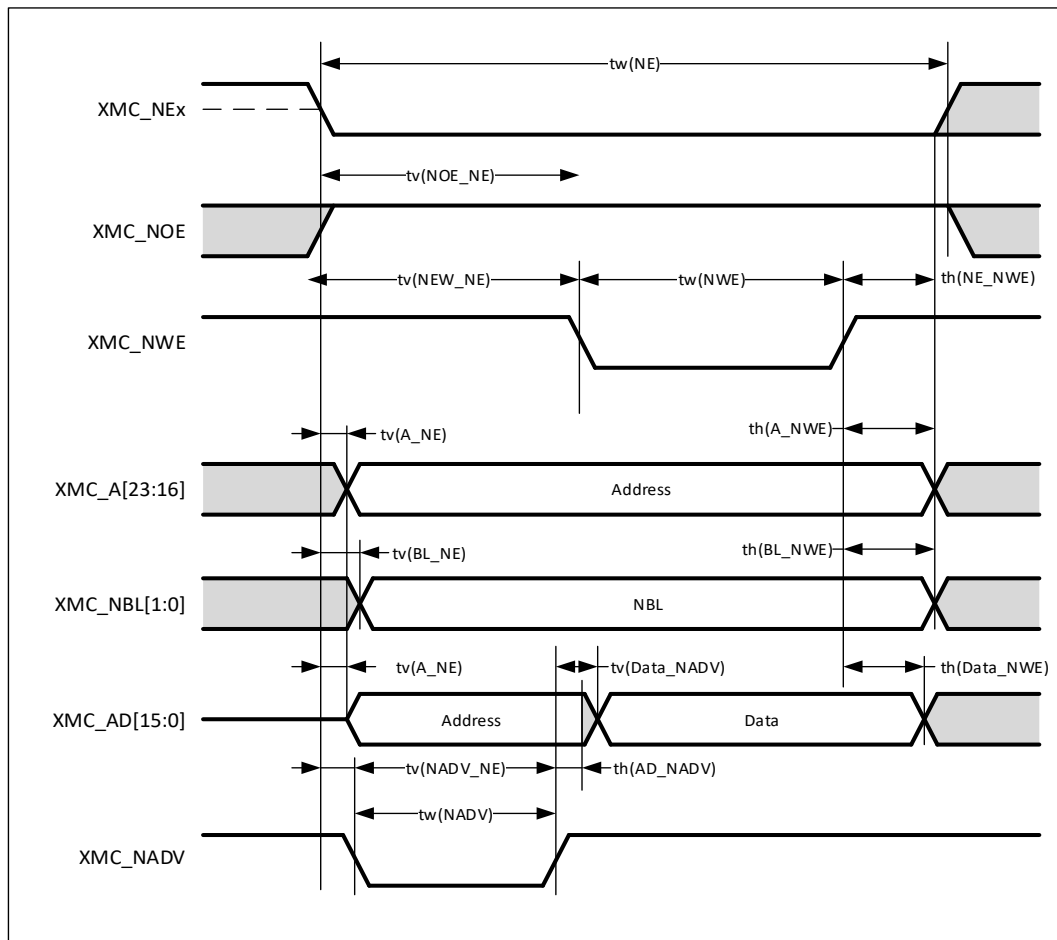 tw(NE)
XMC_NEx
tv(NOE_NE)
XMC_NOE
tv(NEW_NE)
tw(NWE)
th(NE_NWE)
XMC_NWE
tv(A_NE)
th(A_NWE)
XMC_A[23:16]
Address
tv(BL_NE)
th(BL_NWE)
XMC_NBL[1:0]
NBL
tv(A_NE)
tv(Data_NADV)
th(Data_NWE)
XMC_AD[15:0]
Address
Data
tv(NADV_NE)
th(AD_NADV)
tw(NADV)
XMC_NADV